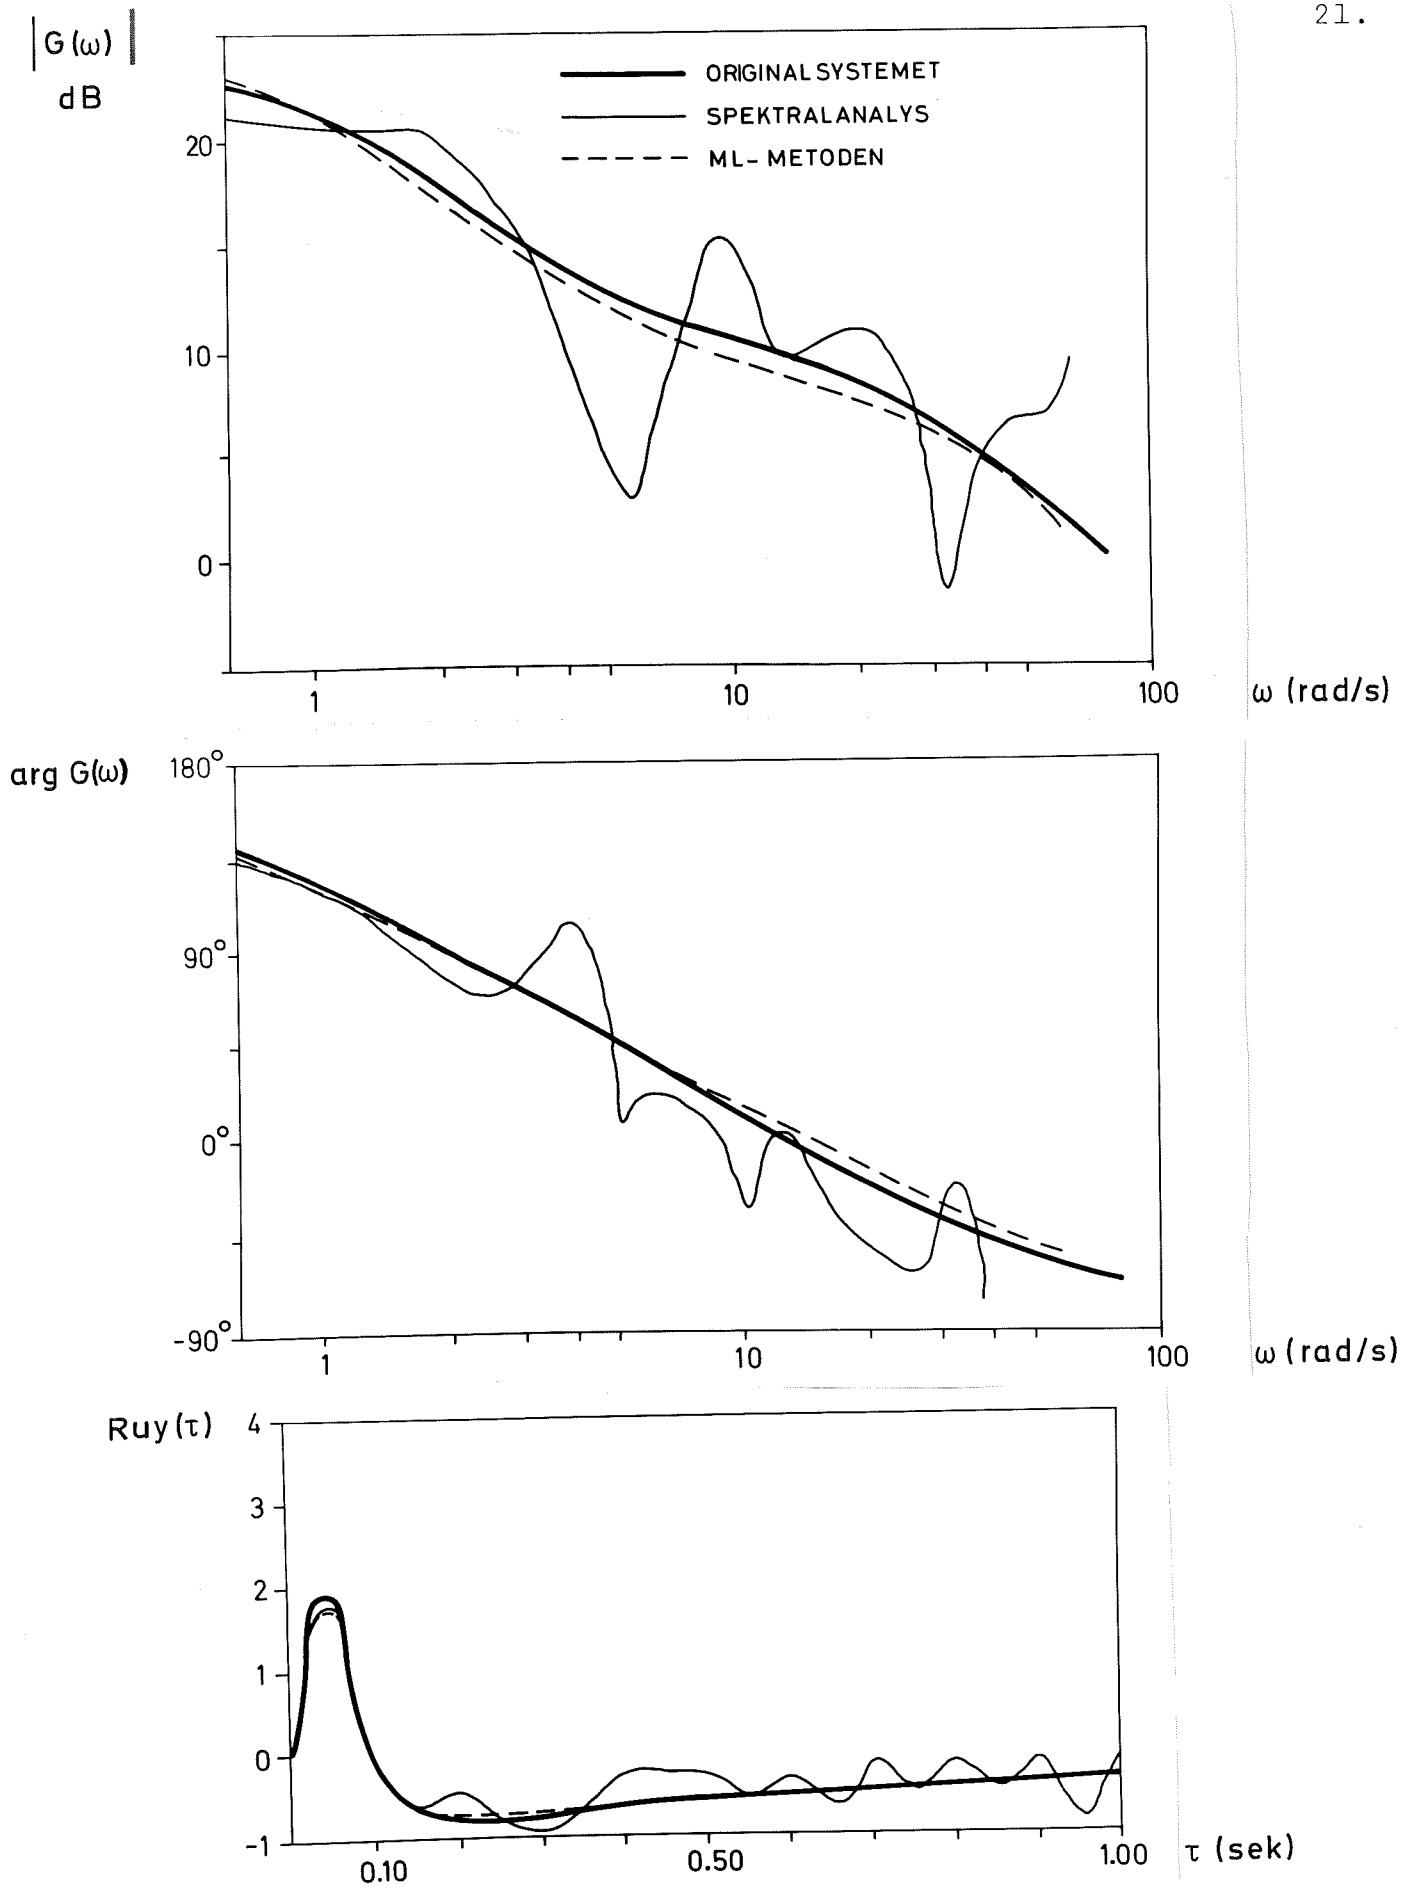 21.
|G(ω)|
dB
ORIGINALSYSTEMET
SPEKTRALANALYS
ML-METODEN
20
10
0
1 10 100 ω (rad/s)
arg G(ω)
180°
90°
0°
-90°
1 10 100 ω (rad/s)
Ruy(τ)
4
3
2
1
0
-1
0.10 0.50 1.00 τ (sek)